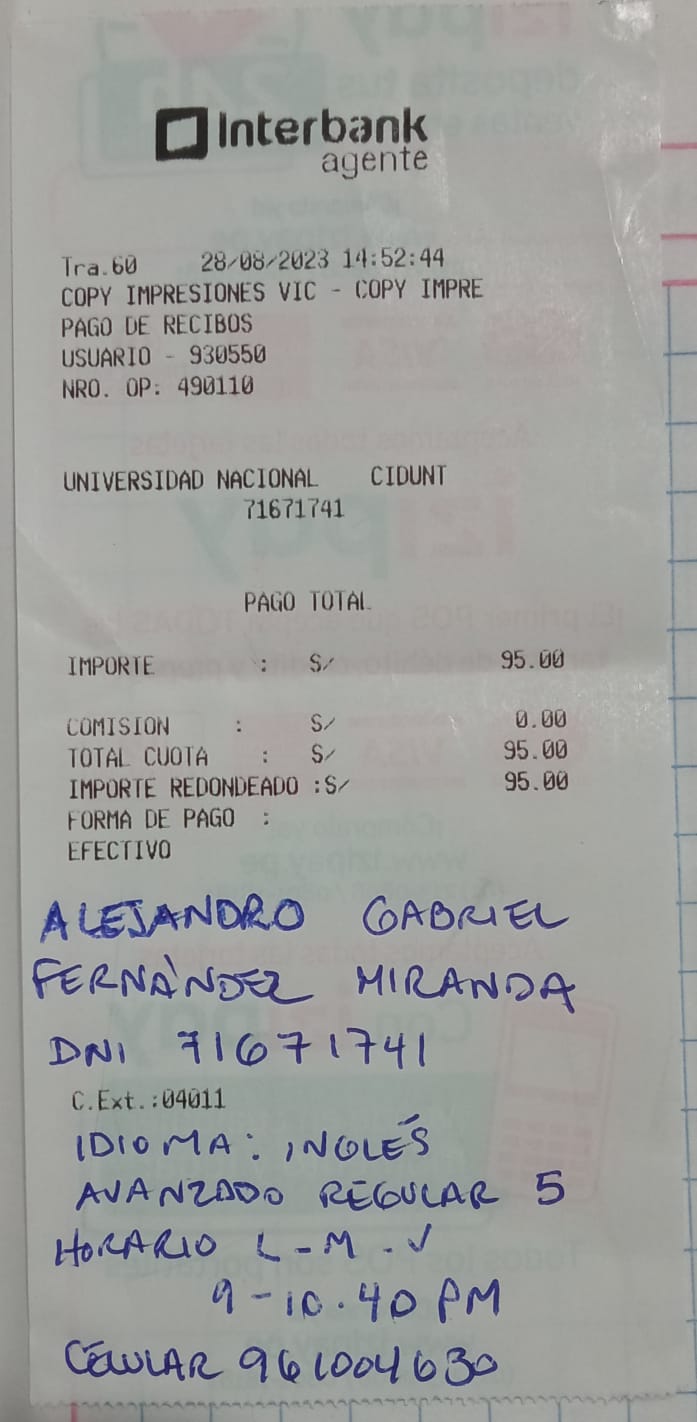 Interbank
agente
Tra.60 28/08/2023 14:52:44
COPY IMPRESIONES VIC - COPY IMPRE
PAGO DE RECIBOS
USUARIO - 930550
NRO. OP: 490110
UNIVERSIDAD NACIONAL CIDUNT
71671741
PAGO TOTAL
IMPORTE : S/ 95.00
COMISION : S/ 0.00
TOTAL CUOTA : S/ 95.00
IMPORTE REDONDEADO :S/ 95.00
FORMA DE PAGO :
EFECTIVO
ALEJANDRO GABRIEL
FERNÁNDEZ MIRANDA
DNI 71671741
C.Ext.:04011
IDIOMA: INGLÉS
AVANZADO REGULAR 5
HORARIO L-M-V
9-10.40 PM
CELULAR 961004630